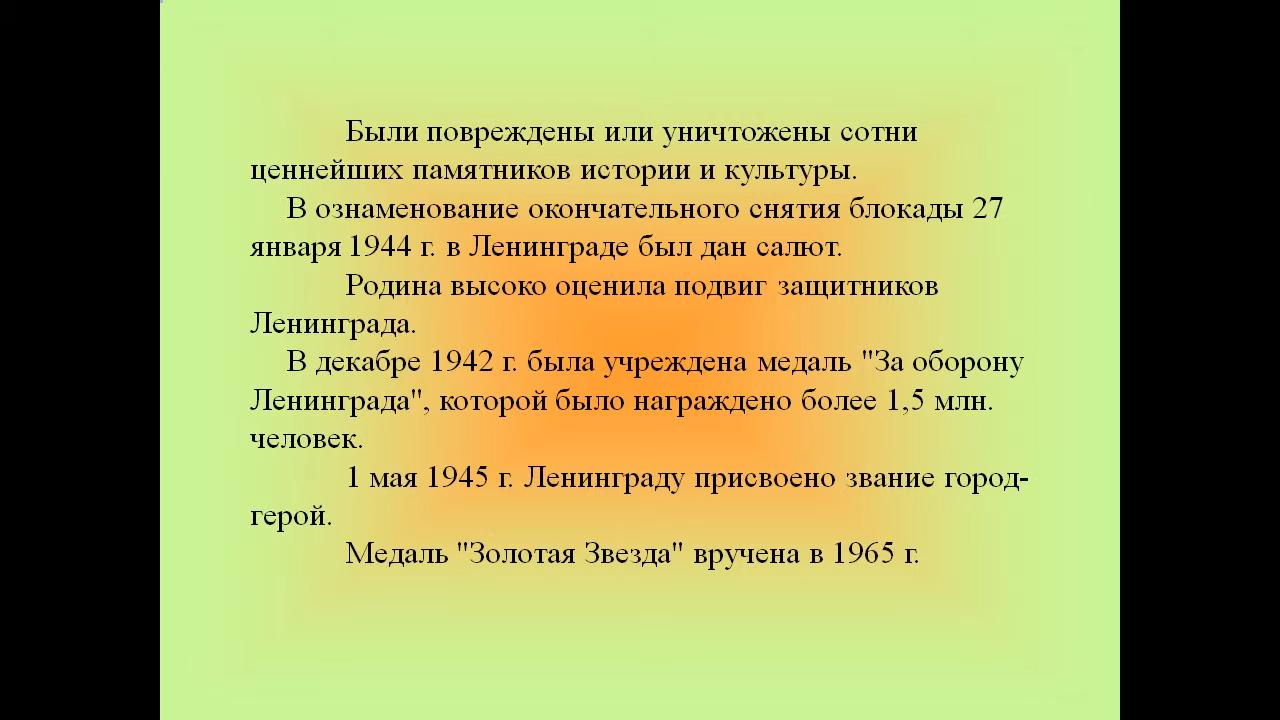 Были повреждены или уничтожены сотни
ценнейших памятников истории и культуры.
В ознаменование окончательного снятия блокады 27
января 1944 г. в Ленинграде был дан салют.
Родина высоко оценила подвиг защитников
Ленинграда.
В декабре 1942 г. была учреждена медаль "За оборону
Ленинграда", которой было награждено более 1,5 млн.
человек.
1 мая 1945 г. Ленинграду присвоено звание город-
герой.
Медаль "Золотая Звезда" вручена в 1965 г.